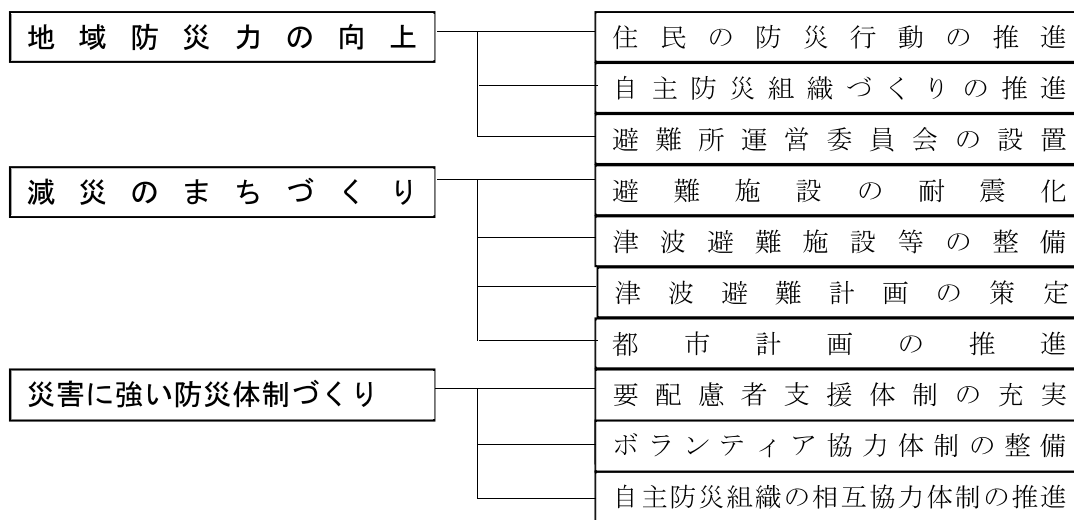 地域防災力の向上
住民の防災行動の推進
自主防災組織づくりの推進
避難所運営委員会の設置
減災のまちづくり
避難施設の耐震化
津波避難施設等の整備
津波避難計画の策定
都市計画の推進
災害に強い防災体制づくり
要配慮者支援体制の充実
ボランティア協力体制の整備
自主防災組織の相互協力体制の推進